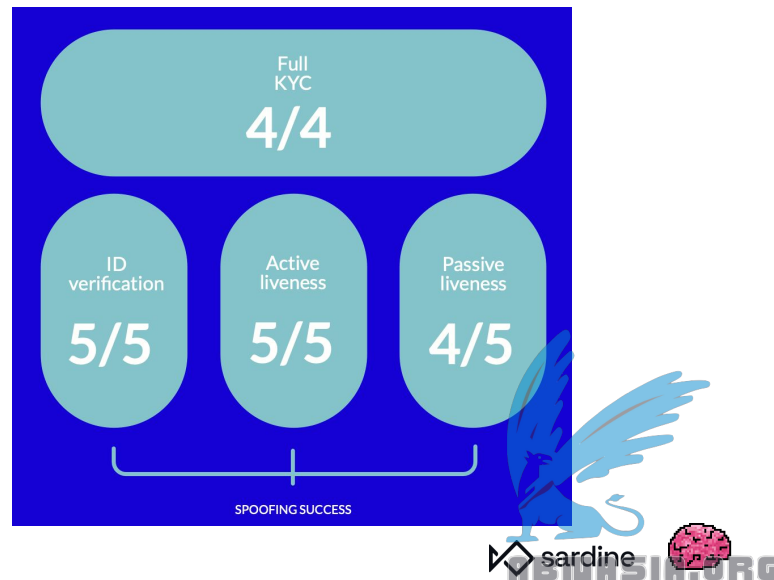 Full
KYC
4/4
ID
verification
5/5
Active
liveness
5/5
Passive
liveness
4/5
SPOOFING SUCCESS
sardine